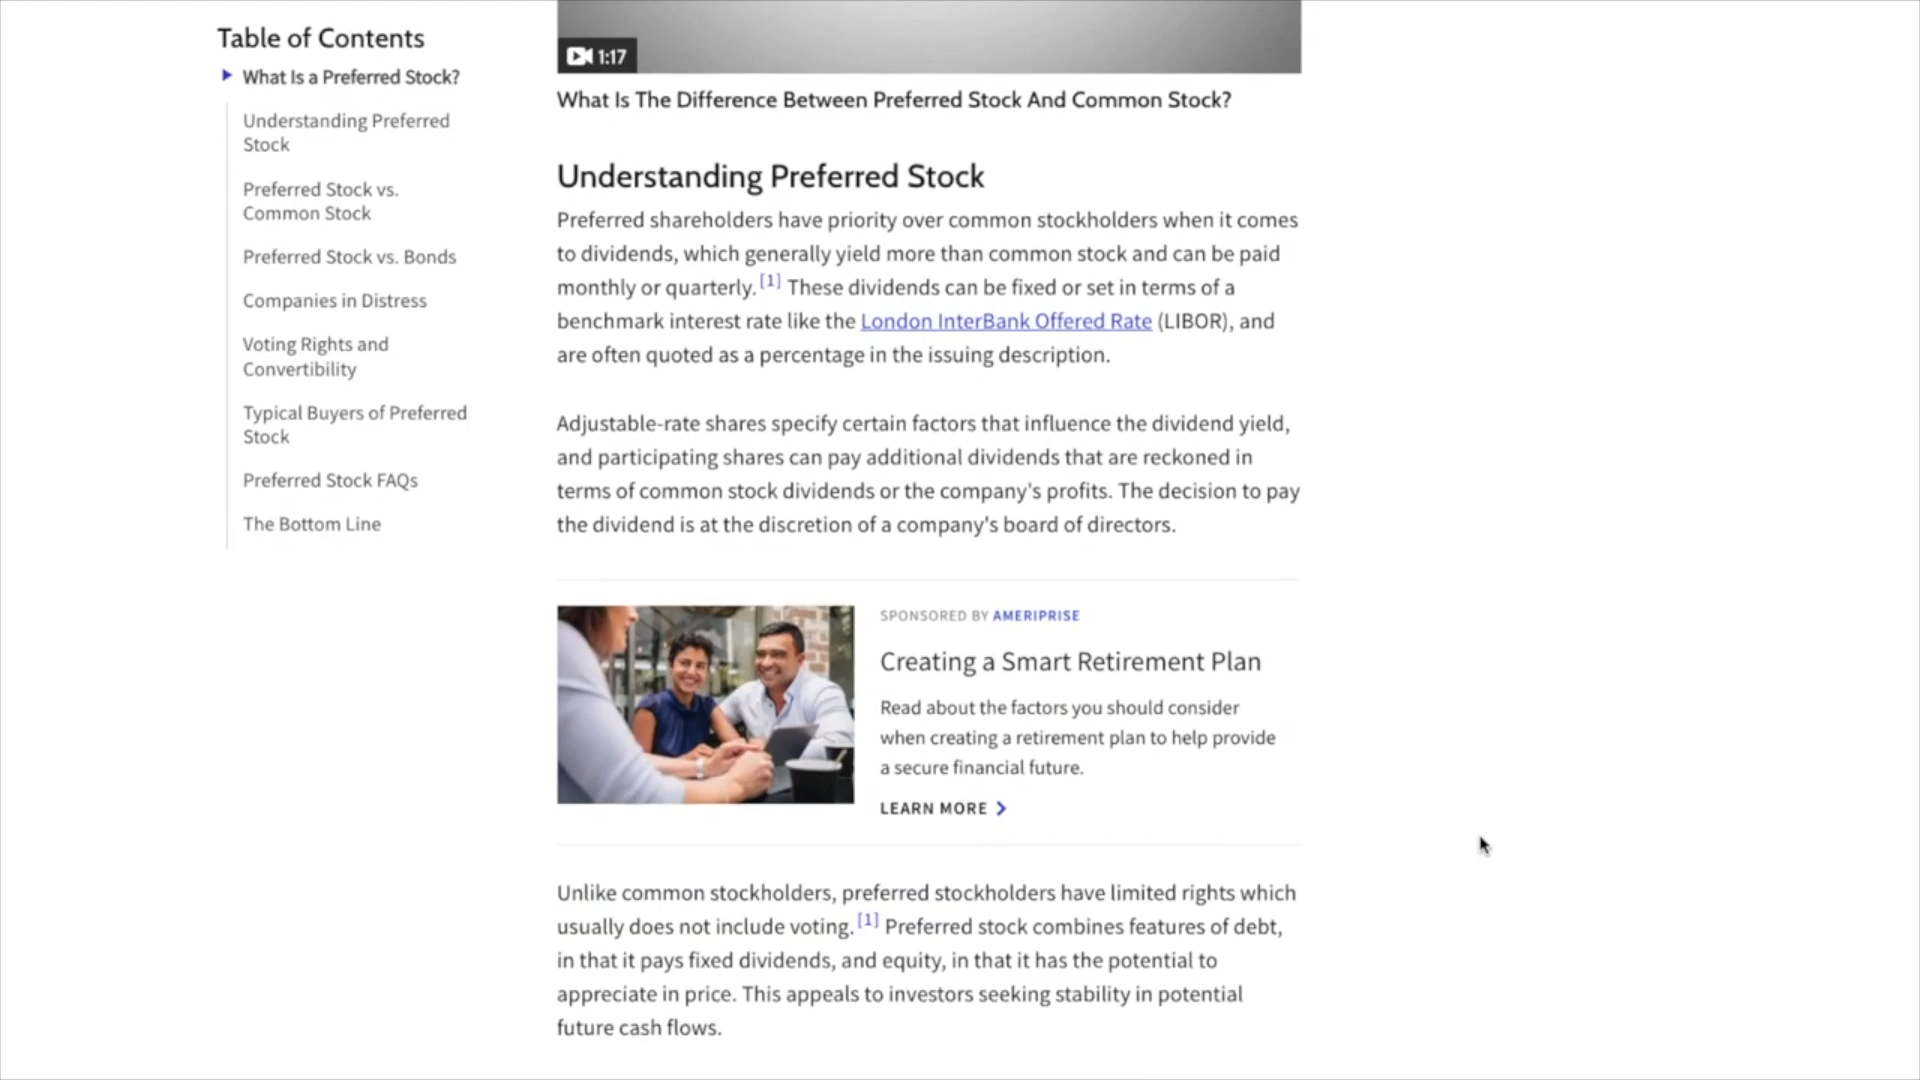 Table of Contents
What Is a Preferred Stock?
Understanding Preferred
Stock
Preferred Stock vs.
Common Stock
Preferred Stock vs. Bonds
Companies in Distress
Voting Rights and
Convertibility
Typical Buyers of Preferred
Stock
Preferred Stock FAQs
The Bottom Line
1:17
What Is The Difference Between Preferred Stock And Common Stock?
Understanding Preferred Stock
Preferred shareholders have priority over common stockholders when it comes
to dividends, which generally yield more than common stock and can be paid
monthly or quarterly. [1] These dividends can be fixed or set in terms of a
benchmark interest rate like the London InterBank Offered Rate (LIBOR), and
are often quoted as a percentage in the issuing description.
Adjustable-rate shares specify certain factors that influence the dividend yield,
and participating shares can pay additional dividends that are reckoned in
terms of common stock dividends or the company's profits. The decision to pay
the dividend is at the discretion of a company's board of directors.
SPONSORED BY AMERIPRISE
Creating a Smart Retirement Plan
Read about the factors you should consider
when creating a retirement plan to help provide
a secure financial future.
LEARN MORE
Unlike common stockholders, preferred stockholders have limited rights which
usually does not include voting. [1] Preferred stock combines features of debt,
in that it pays fixed dividends, and equity, in that it has the potential to
appreciate in price. This appeals to investors seeking stability in potential
future cash flows.